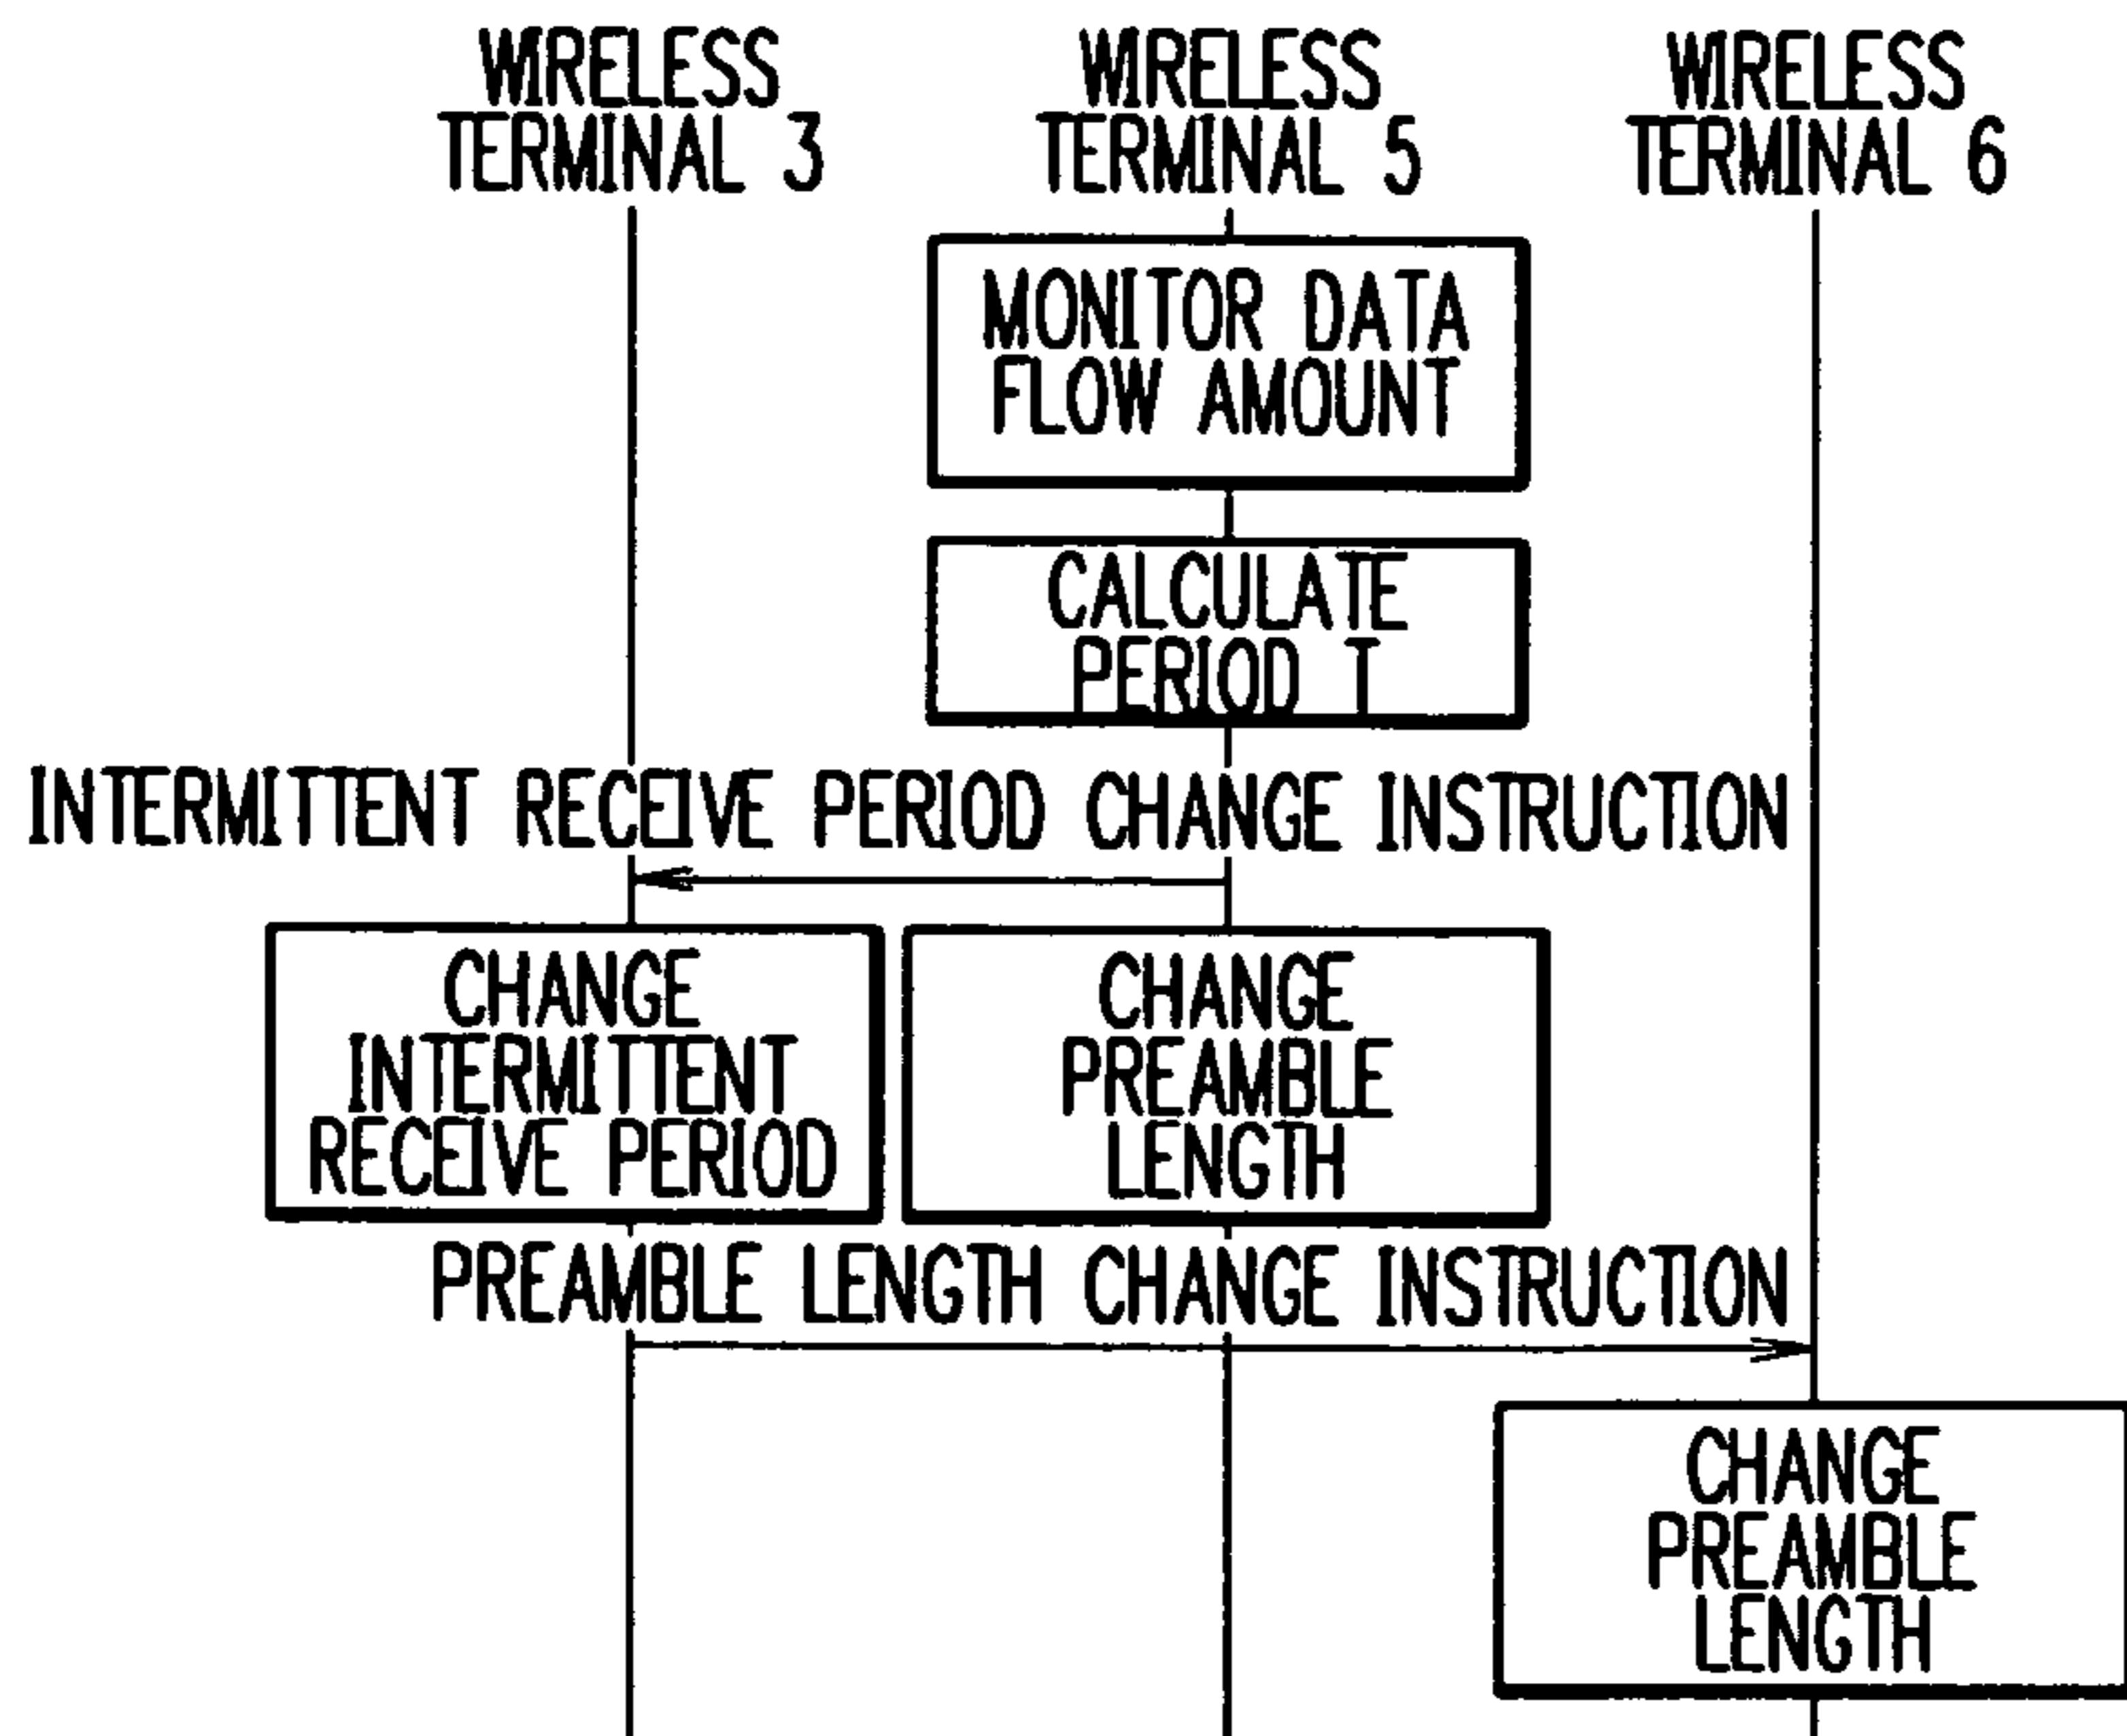 WIRELESS
TERMINAL 3
WIRELESS
TERMINAL 5
WIRELESS
TERMINAL 6
MONITOR DATA
FLOW AMOUNT
CALCULATE
PERIOD T
INTERMITTENT RECEIVE PERIOD CHANGE INSTRUCTION
CHANGE
INTERMITTENT
RECEIVE PERIOD
CHANGE
PREAMBLE
LENGTH
PREAMBLE LENGTH CHANGE INSTRUCTION
CHANGE
PREAMBLE
LENGTH